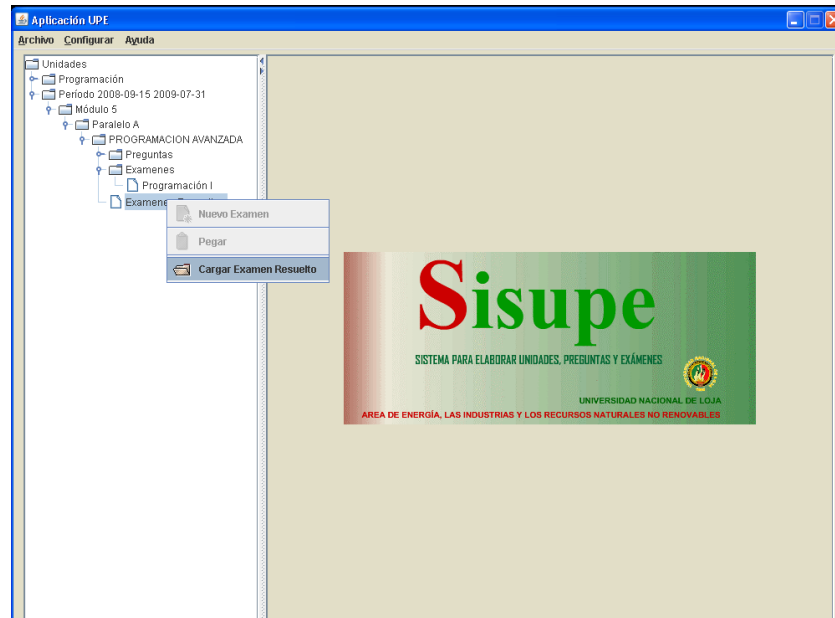 Aplicación UPE
Archivo Configurar Ayuda
Unidades
Programación
Período 2008-09-15 2009-07-31
Módulo 5
Paralelo A
PROGRAMACION AVANZADA
Preguntas
Examenes
Programación I
Nuevo Examen
Pegar
Cargar Examen Resuelto
Sisupe
SISTEMA PARA ELABORAR UNIDADES, PREGUNTAS Y EXÁMENES
UNIVERSIDAD NACIONAL DE LOJA
AREA DE ENERGÍA, LAS INDUSTRIAS Y LOS RECURSOS NATURALES NO RENOVABLES